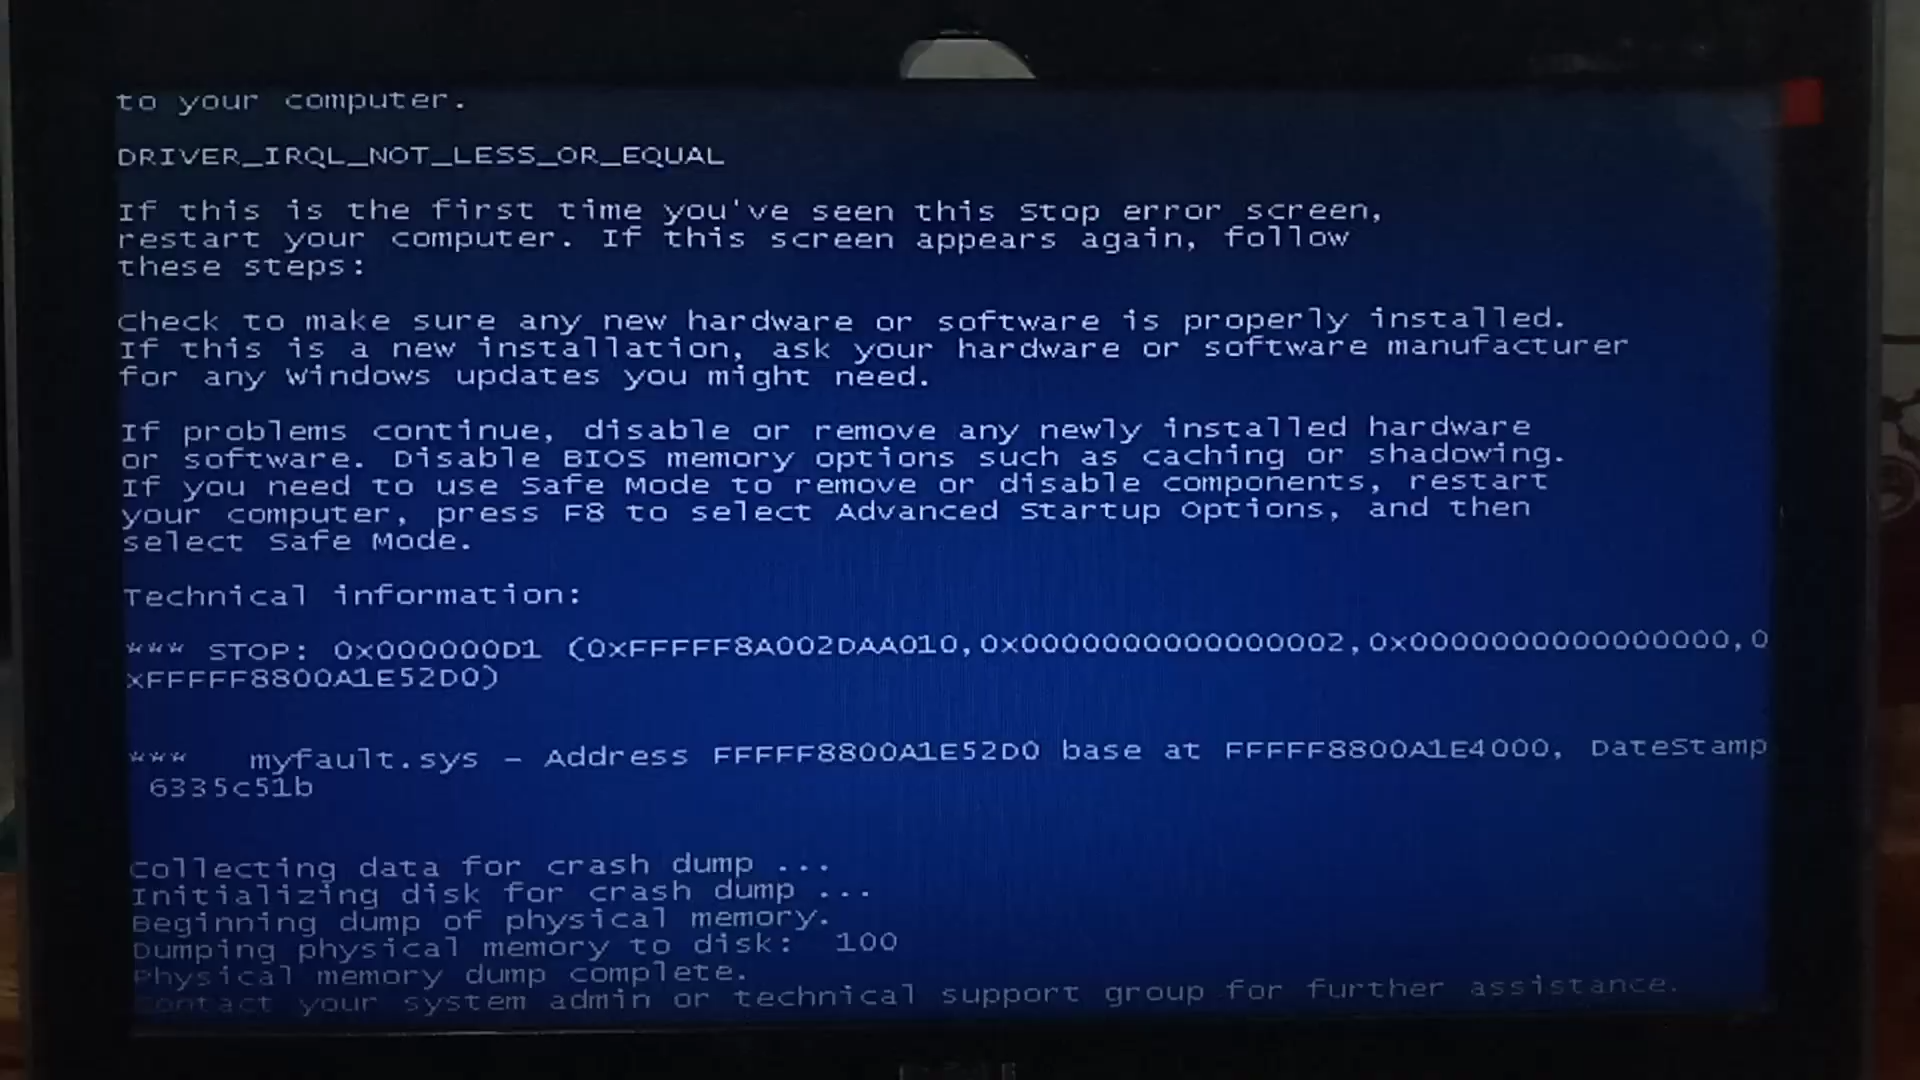 to your computer.
DRIVER_IRQL_NOT_LESS_OR_EQUAL
If this is the first time you've seen this Stop error screen,
restart your computer. If this screen appears again, follow
these steps:
Check to make sure any new hardware or software is properly installed.
If this is a new installation, ask your hardware or software manufacturer
for any Windows updates you might need.
If problems continue, disable or remove any newly installed hardware
or software. Disable BIOS memory options such as caching or shadowing.
If you need to use Safe Mode to remove or disable components, restart
your computer, press F8 to select Advanced Startup Options, and then
select Safe Mode.
Technical information:
*** STOP: 0x000000D1 (0xFFFFF8A002DAA010,0x0000000000000002,0x0000000000000000,0
xFFFFF8800A1E52D0)
***   myfault.sys - Address FFFFF8800A1E52D0 base at FFFFF8800A1E4000, DateStamp
6335c51b
Collecting data for crash dump ...
Initializing disk for crash dump ...
Beginning dump of physical memory.
Dumping physical memory to disk:  100
Physical memory dump complete.
Contact your system admin or technical support group for further assistance.